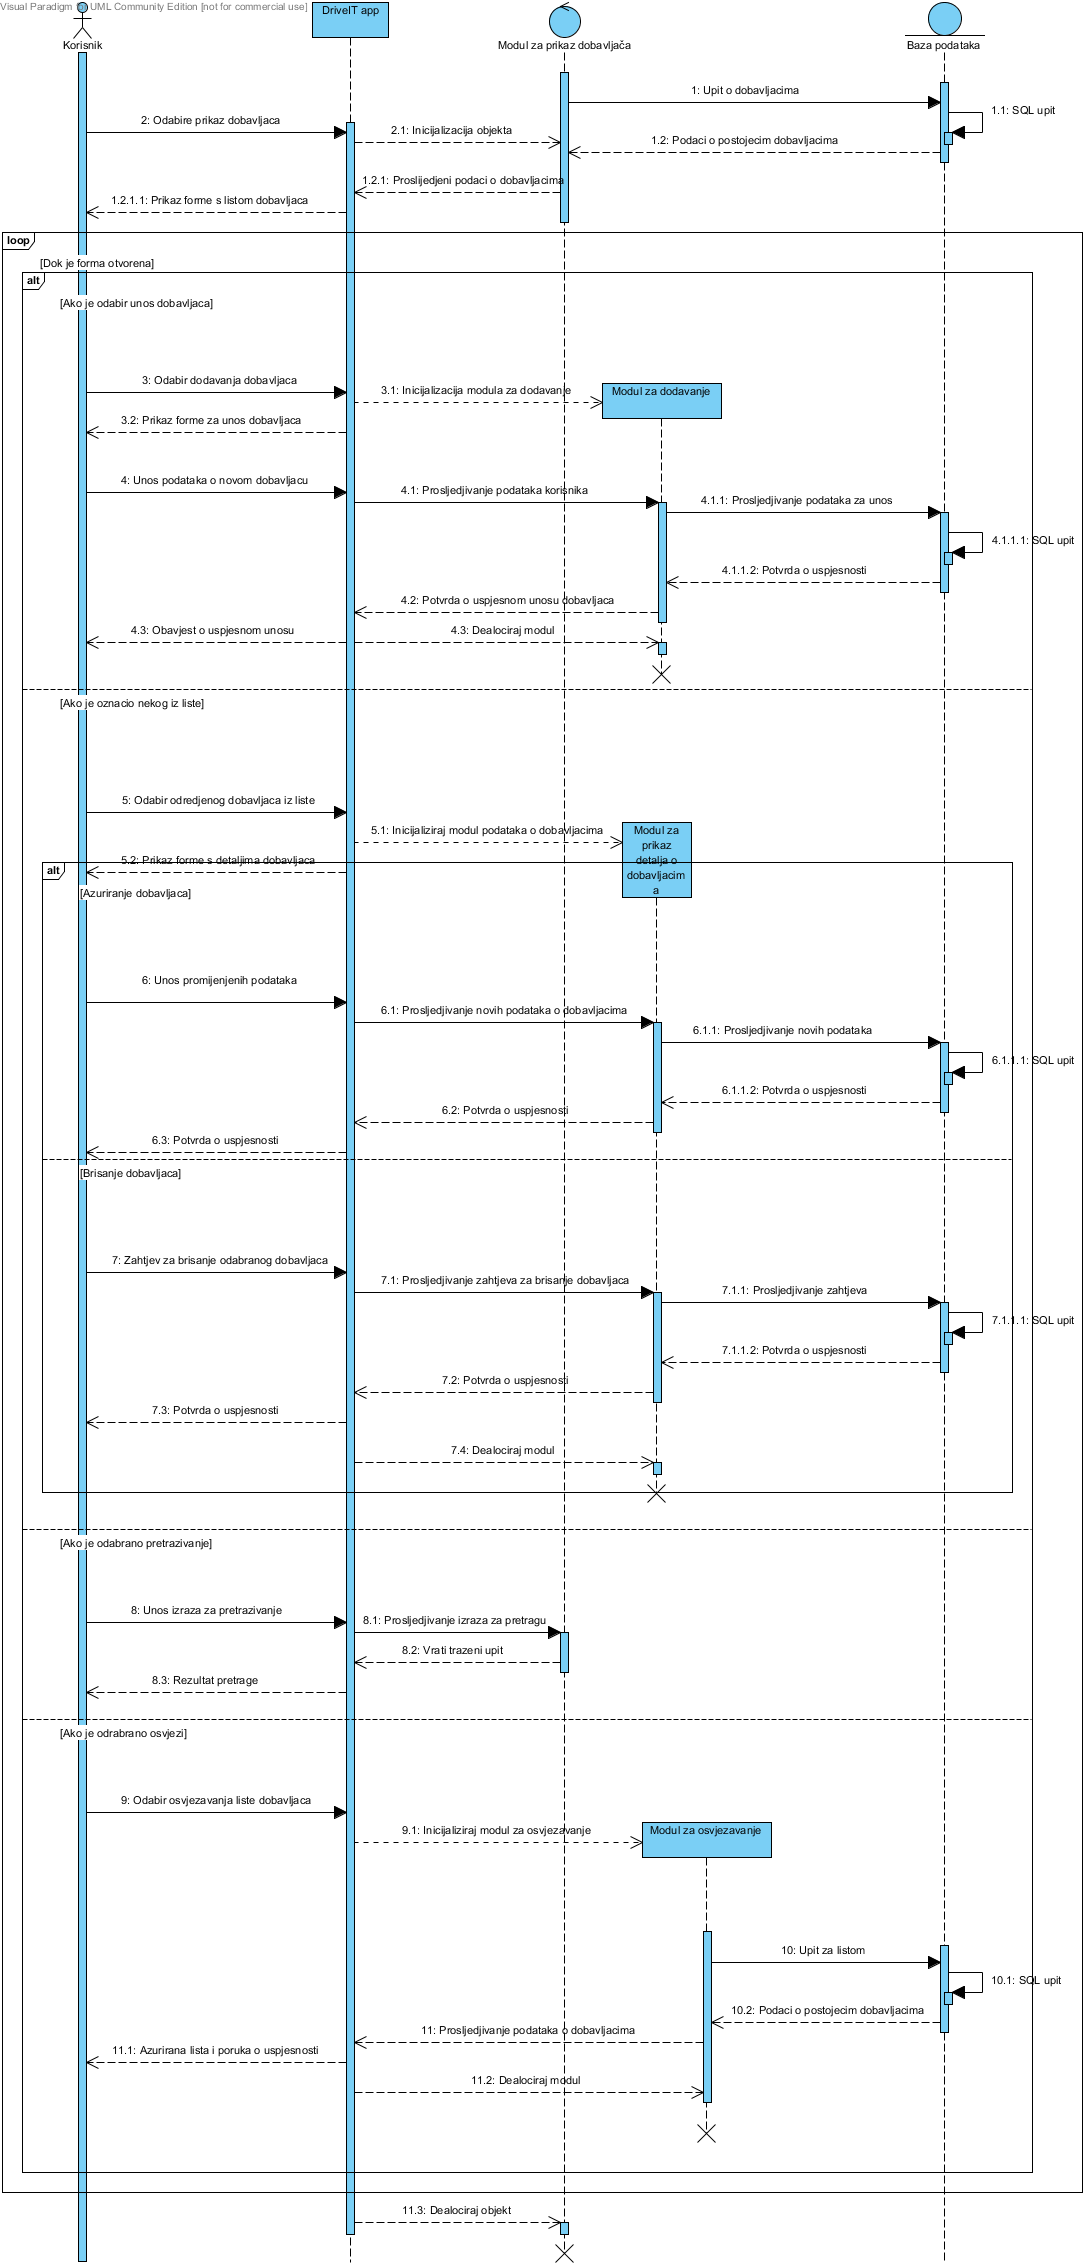 Visual Paradigm for UML Community Edition [not for commercial use]
DriveIT app
Korisnik
Modul za prikaz dobavljača
Baza podataka
1: Upit o dobavljacima
1.1: SQL upit
2: Odabire prikaz dobavljaca
2.1: Inicijalizacija objekta
1.2: Podaci o postojecim dobavljacima
1.2.1: Proslijedjeni podaci o dobavljacima
1.2.1.1: Prikaz forme s listom dobavljaca
loop
[Dok je forma otvorena]
alt
[Ako je odabir unos dobavljaca]
3: Odabir dodavanja dobavljaca
3.1: Inicijalizacija modula za dodavanje
Modul za dodavanje
3.2: Prikaz forme za unos dobavljaca
4: Unos podataka o novom dobavljacu
4.1: Prosljedjivanje podataka korisnika
4.1.1: Prosljedjivanje podataka za unos
4.1.1.1: SQL upit
4.1.1.2: Potvrda o uspjesnosti
4.2: Potvrda o uspjesnom unosu dobavljaca
4.3: Obavjest o uspjesnom unosu
4.3: Dealociraj modul
[Ako je oznacio nekog iz liste]
5: Odabir odredjenog dobavljaca iz liste
5.1: Inicijaliziraj modul podataka o dobavljacima
Modul za
prikaz
detalja o
dobavljacim
a
5.2: Prikaz forme s detaljima dobavljaca
alt
[Azuriranje dobavljaca]
6: Unos promijenjenih podataka
6.1: Prosljedjivanje novih podataka o dobavljacima
6.1.1: Prosljedjivanje novih podataka
6.1.1.1: SQL upit
6.1.1.2: Potvrda o uspjesnosti
6.2: Potvrda o uspjesnosti
6.3: Potvrda o uspjesnosti
[Brisanje dobavljaca]
7: Zahtjev za brisanje odabranog dobavljaca
7.1: Prosljedjivanje zahtjeva za brisanje dobavljaca
7.1.1: Prosljedjivanje zahtjeva
7.1.1.1: SQL upit
7.1.1.2: Potvrda o uspjesnosti
7.2: Potvrda o uspjesnosti
7.3: Potvrda o uspjesnosti
7.4: Dealociraj modul
[Ako je odabrano pretrazivanje]
8: Unos izraza za pretrazivanje
8.1: Prosljedjivanje izraza za pretragu
8.2: Vrati trazeni upit
8.3: Rezultat pretrage
[Ako je odrabrano osvjezi]
9: Odabir osvjezavanja liste dobavljaca
9.1: Inicijaliziraj modul za osvjezavanje
Modul za osvjezavanje
10: Upit za listom
10.1: SQL upit
10.2: Podaci o postojecim dobavljacima
11: Prosljedjivanje podataka o dobavljacima
11.1: Azurirana lista i poruka o uspjesnosti
11.2: Dealociraj modul
11.3: Dealociraj objekt